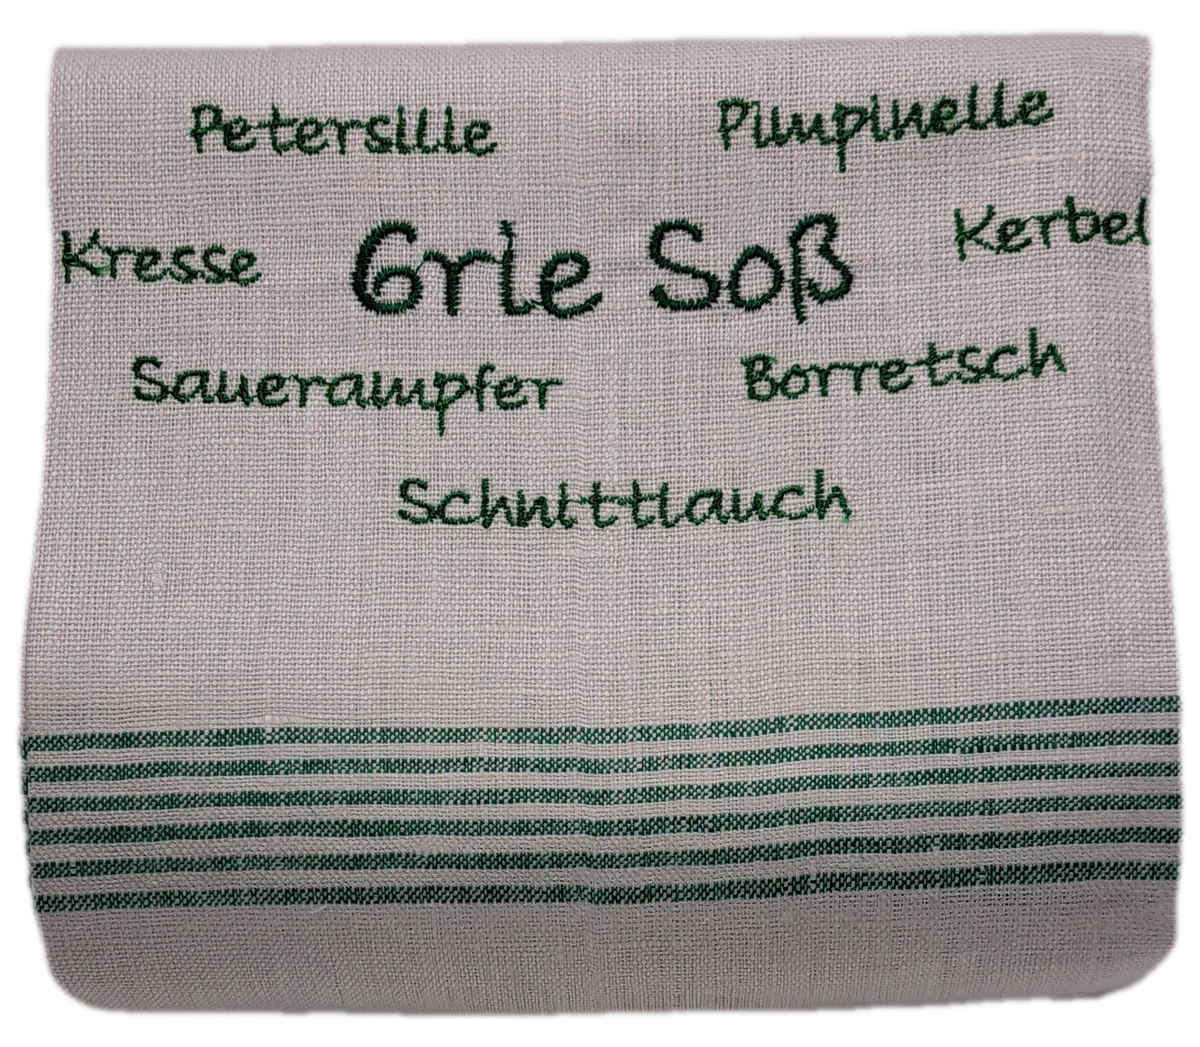 Petersilie Pimpinelle
Kresse Grie Soß Kerbel
Sauerampfer Borretsch
Schnittlauch